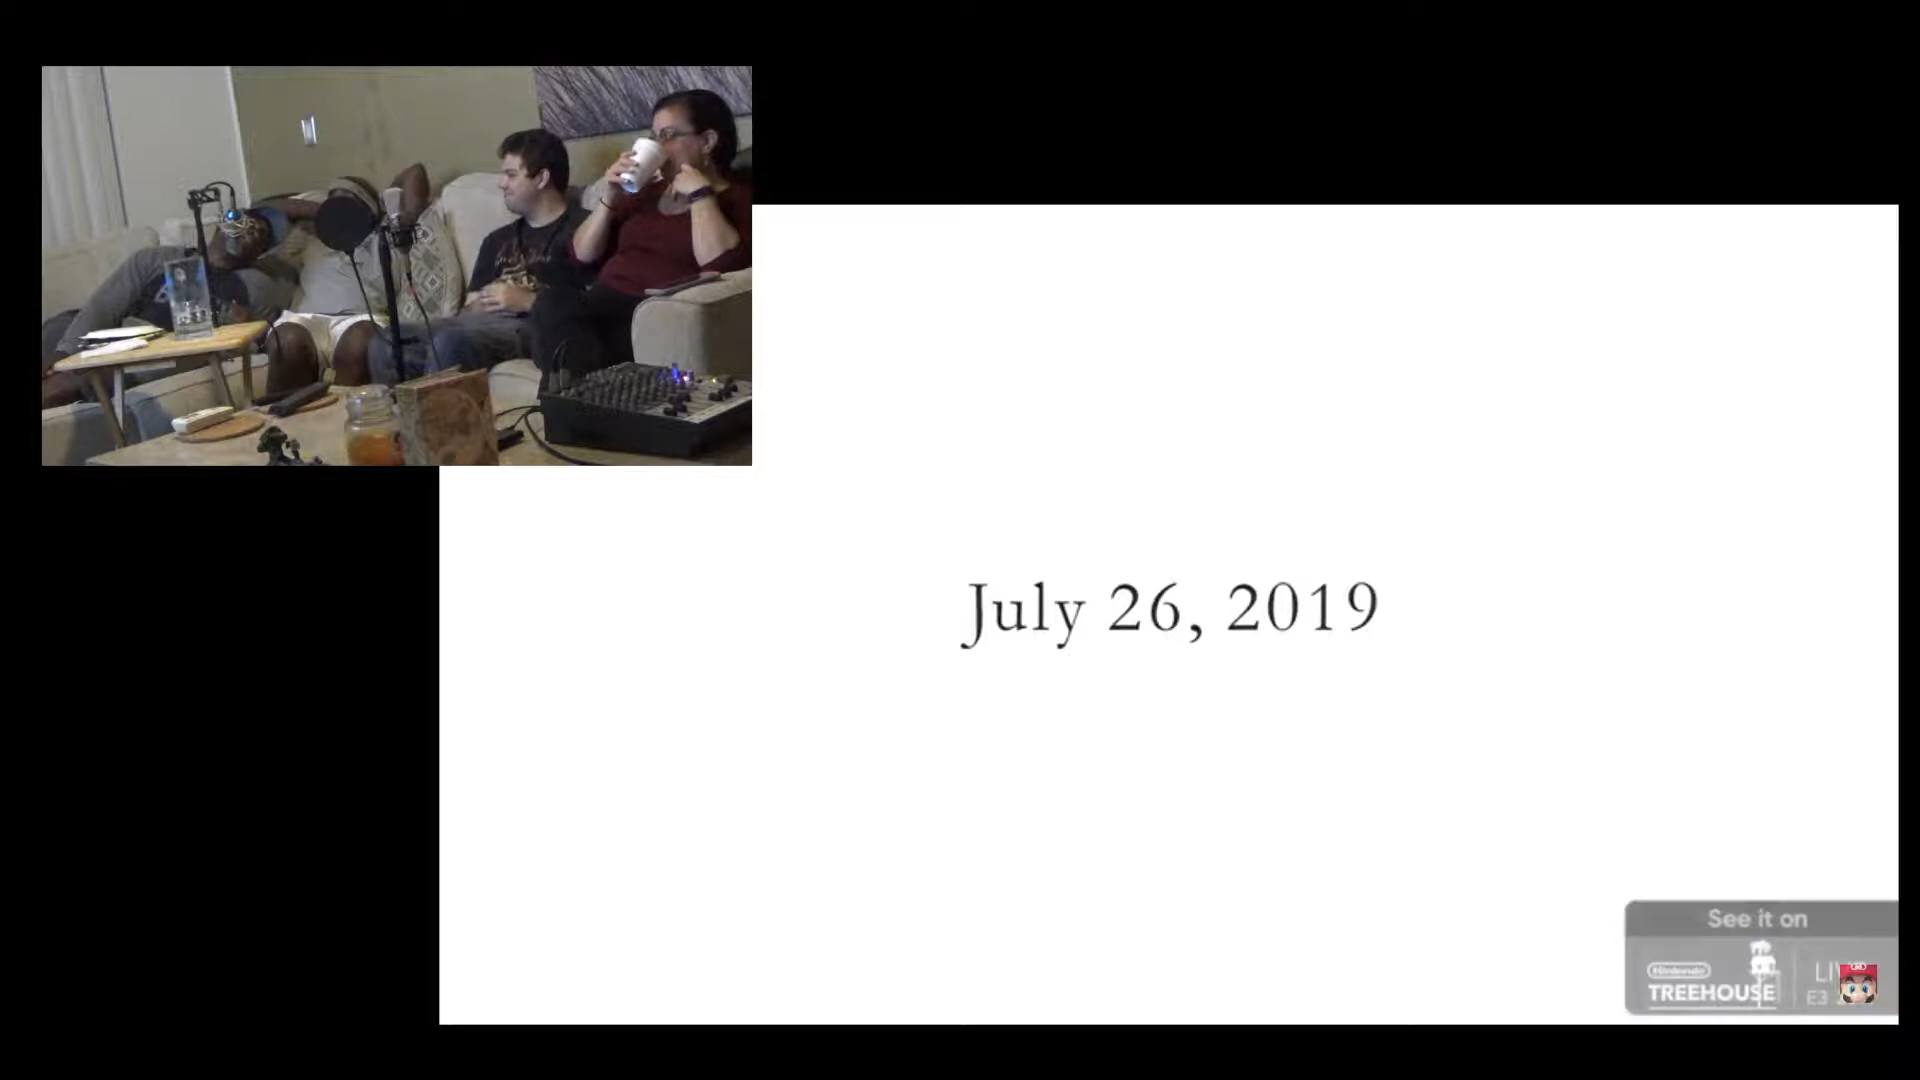 July 26, 2019
See it on
Nintendo
TREEHOUSE
E3